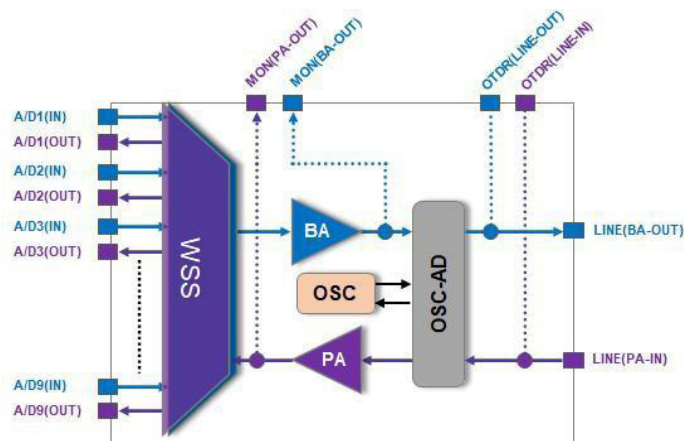 MON(PA-OUT)
MON(BA-OUT)
OTDR(LINE-OUT)
OTDR(LINE-IN)
A/D1(IN)
A/D1(OUT)
A/D2(IN)
A/D2(OUT)
A/D3(IN)
A/D3(OUT)
A/D9(IN)
A/D9(OUT)
WSS
BA
OSC
PA
OSC-AD
LINE(BA-OUT)
LINE(PA-IN)